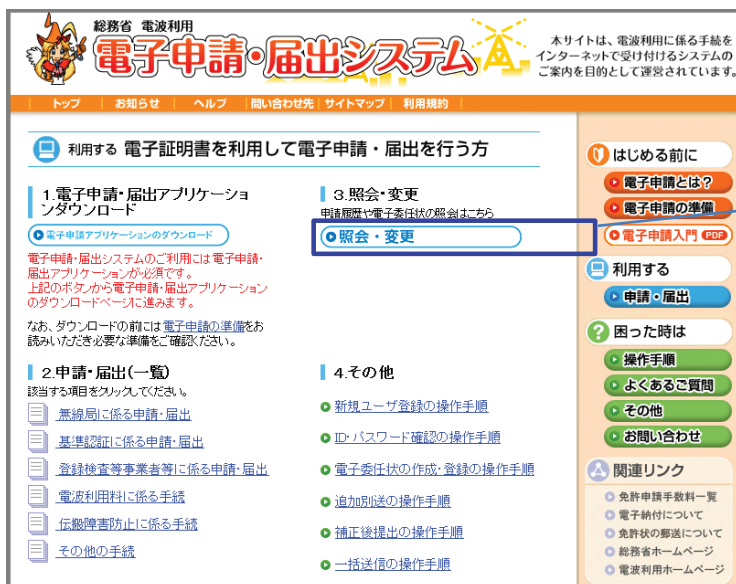 総務省 電波利用
電子申請・届出システム
本サイトは、電波利用に係る手続を
インターネットで受け付けるシステムの
ご案内を目的として運営されています。
トップ | お知らせ | ヘルプ | 問い合わせ先 | サイトマップ | 利用規約
利用する 電子証明書を利用して電子申請・届出を行う方
1.電子申請・届出アプリケーショ
ンダウンロード
電子申請アプリケーションのダウンロード
電子申請・届出システムのご利用には電子申請・
届出アプリケーションが必須です。
上記のボタンから電子申請・届出アプリケーション
のダウンロードページに進みます。
なお、ダウンロードの前には電子申請の準備をお
読みいただき必要な準備をご確認ください。
2.申請・届出(一覧)
該当する項目をクリックしてください。
無線局に係る申請・届出
基準認証に係る申請・届出
登録検査等事業者等に係る申請・届出
電波利用料に係る手続
伝搬障害防止に係る手続
その他の手続
3.照会・変更
申請履歴や電子委任状の照会はこちら
照会・変更
4.その他
新規ユーザ登録の操作手順
ID・パスワード確認の操作手順
電子委任状の作成・登録の操作手順
追加別送の操作手順
補正後提出の操作手順
一括送信の操作手順
はじめる前に
電子申請とは？
電子申請の準備
電子申請入門 PDF
利用する
申請・届出
困った時は
操作手順
よくあるご質問
その他
お問い合わせ
関連リンク
免許申請手数料一覧
電子納付について
免許状の郵送について
総務省ホームページ
電波利用ホームページ